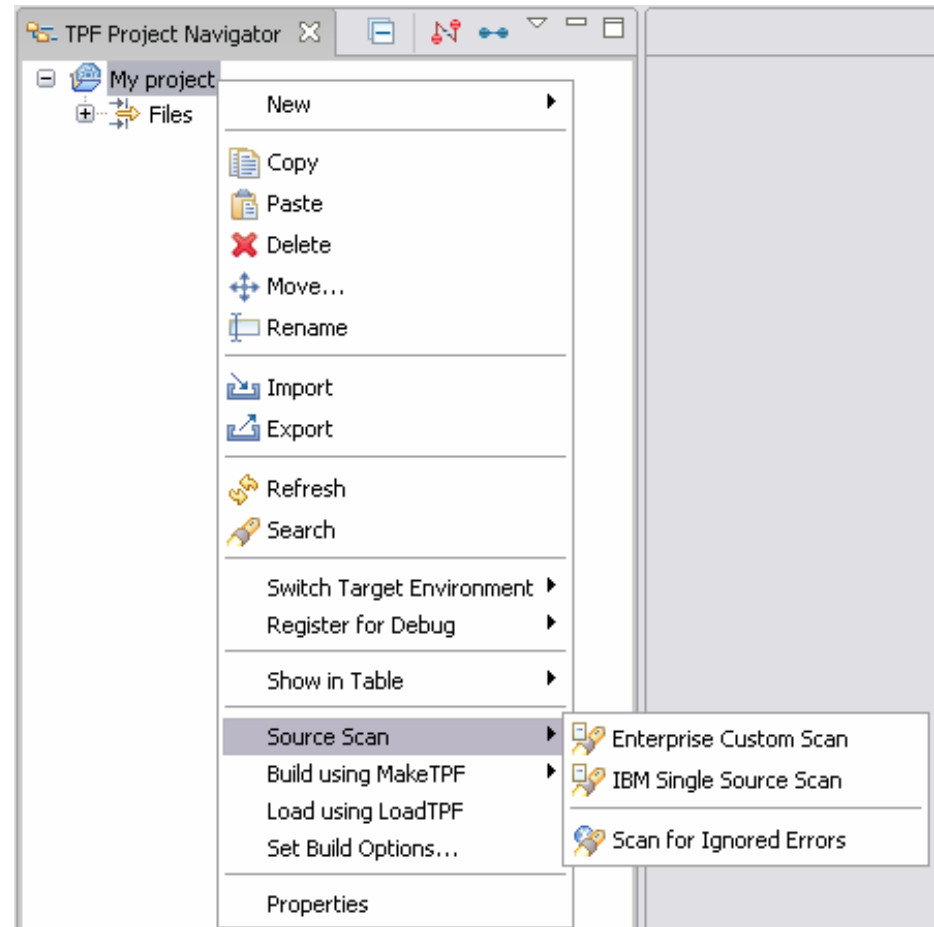 TPF Project Navigator
My project
Files
New
Copy
Paste
Delete
Move...
Rename
Import
Export
Refresh
Search
Switch Target Environment
Register for Debug
Show in Table
Source Scan
Build using MakeTPF
Load using LoadTPF
Set Build Options...
Properties
Enterprise Custom Scan
IBM Single Source Scan
Scan for Ignored Errors